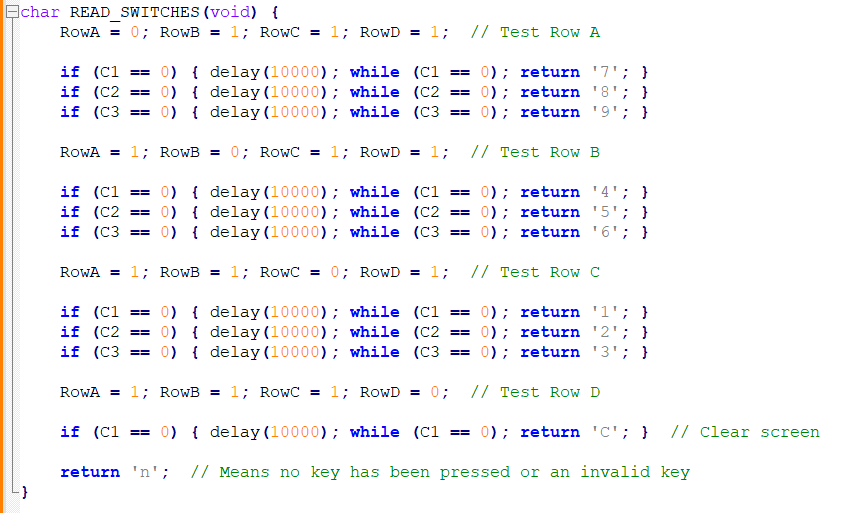 char READ_SWITCHES(void) {
    RowA = 0; RowB = 1; RowC = 1; RowD = 1;  // Test Row A

    if (C1 == 0) { delay(10000); while (C1 == 0); return '7'; }
    if (C2 == 0) { delay(10000); while (C2 == 0); return '8'; }
    if (C3 == 0) { delay(10000); while (C3 == 0); return '9'; }

    RowA = 1; RowB = 0; RowC = 1; RowD = 1;  // Test Row B

    if (C1 == 0) { delay(10000); while (C1 == 0); return '4'; }
    if (C2 == 0) { delay(10000); while (C2 == 0); return '5'; }
    if (C3 == 0) { delay(10000); while (C3 == 0); return '6'; }

    RowA = 1; RowB = 1; RowC = 0; RowD = 1;  // Test Row C

    if (C1 == 0) { delay(10000); while (C1 == 0); return '1'; }
    if (C2 == 0) { delay(10000); while (C2 == 0); return '2'; }
    if (C3 == 0) { delay(10000); while (C3 == 0); return '3'; }

    RowA = 1; RowB = 1; RowC = 1; RowD = 0;  // Test Row D

    if (C1 == 0) { delay(10000); while (C1 == 0); return 'C'; }  // Clear screen

    return 'n';  // Means no key has been pressed or an invalid key
}